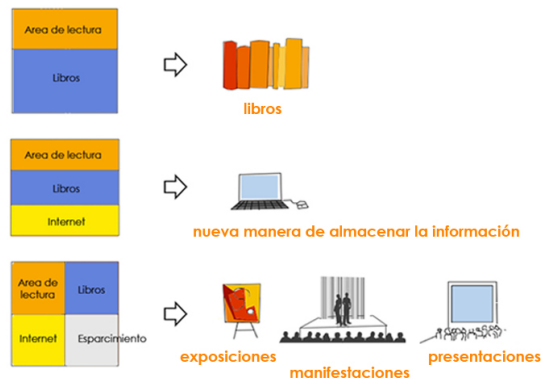 Area de lectura
Libros
libros
Area de lectura
Libros
Internet
nueva manera de almacenar la información
Area de
lectura
Libros
Internet
Esparcimiento
exposiciones
manifestaciones
presentaciones